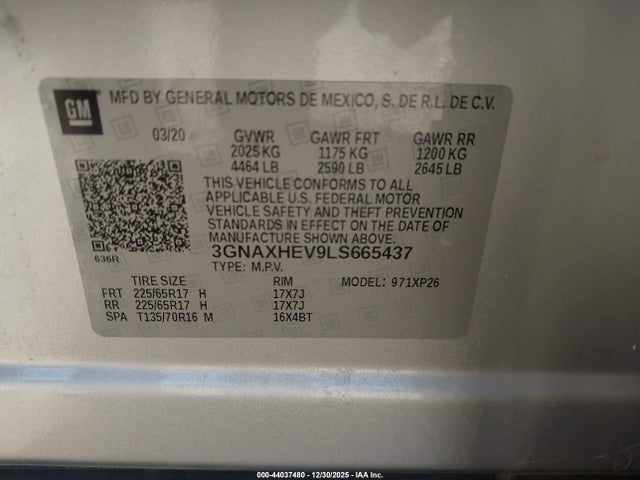 GM MFD BY GENERAL MOTORS DE MEXICO, S. DE R.L. DE C.V.
03/20 GVWR GAWR FRT GAWR RR
2025 KG 1175 KG 1200 KG
4464 LB 2590 LB 2645 LB
THIS VEHICLE CONFORMS TO ALL
APPLICABLE U.S. FEDERAL MOTOR
VEHICLE SAFETY AND THEFT PREVENTION
STANDARDS IN EFFECT ON THE DATE OF
MANUFACTURE SHOWN ABOVE.
636R 3GNAXHEV9LS665437
TYPE: M.P.V.
TIRE SIZE RIM MODEL: 971XP26
FRT 225/65R17 H 17X7J
RR 225/65R17 H 17X7J
SPA T135/70R16 M 16X4BT
000-44037480 - 12/30/2025 - IAA Inc.